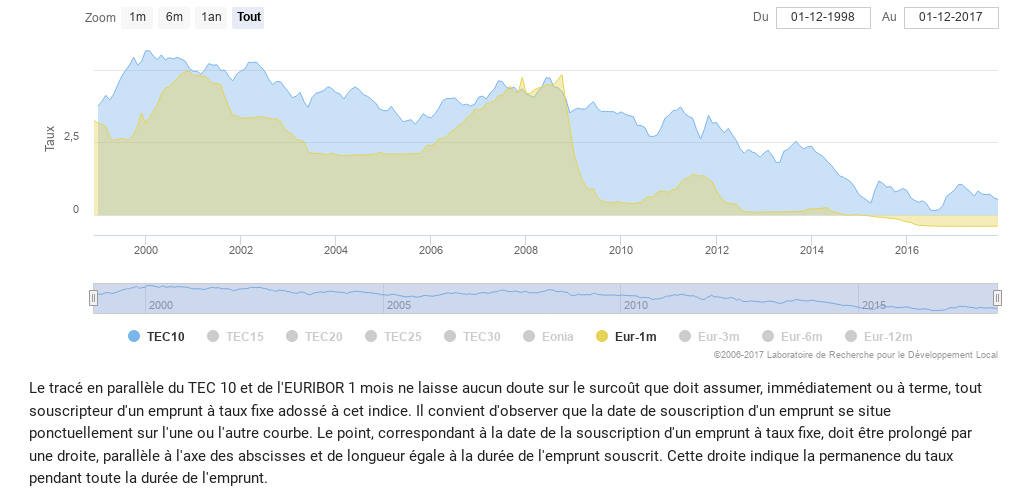 Zoom 1m 6m 1an Tout Du 01-12-1998 Au 01-12-2017
Taux
2,5
0
2000 2002 2004 2006 2008 2010 2012 2014 2016
2000 2005 2010 2015
TEC10 TEC15 TEC20 TEC25 TEC30 Eonia Eur-1m Eur-3m Eur-6m Eur-12m
©2006-2017 Laboratoire de Recherche pour le Développement Local
Le tracé en parallèle du TEC 10 et de l'EURIBOR 1 mois ne laisse aucun doute sur le surcoût que doit assumer, immédiatement ou à terme, tout
souscripteur d'un emprunt à taux fixe adossé à cet indice. Il convient d'observer que la date de souscription d'un emprunt se situe
ponctuellement sur l'une ou l'autre courbe. Le point, correspondant à la date de la souscription d'un emprunt à taux fixe, doit être prolongé par
une droite, parallèle à l'axe des abscisses et de longueur égale à la durée de l'emprunt souscrit. Cette droite indique la permanence du taux
pendant toute la durée de l'emprunt.